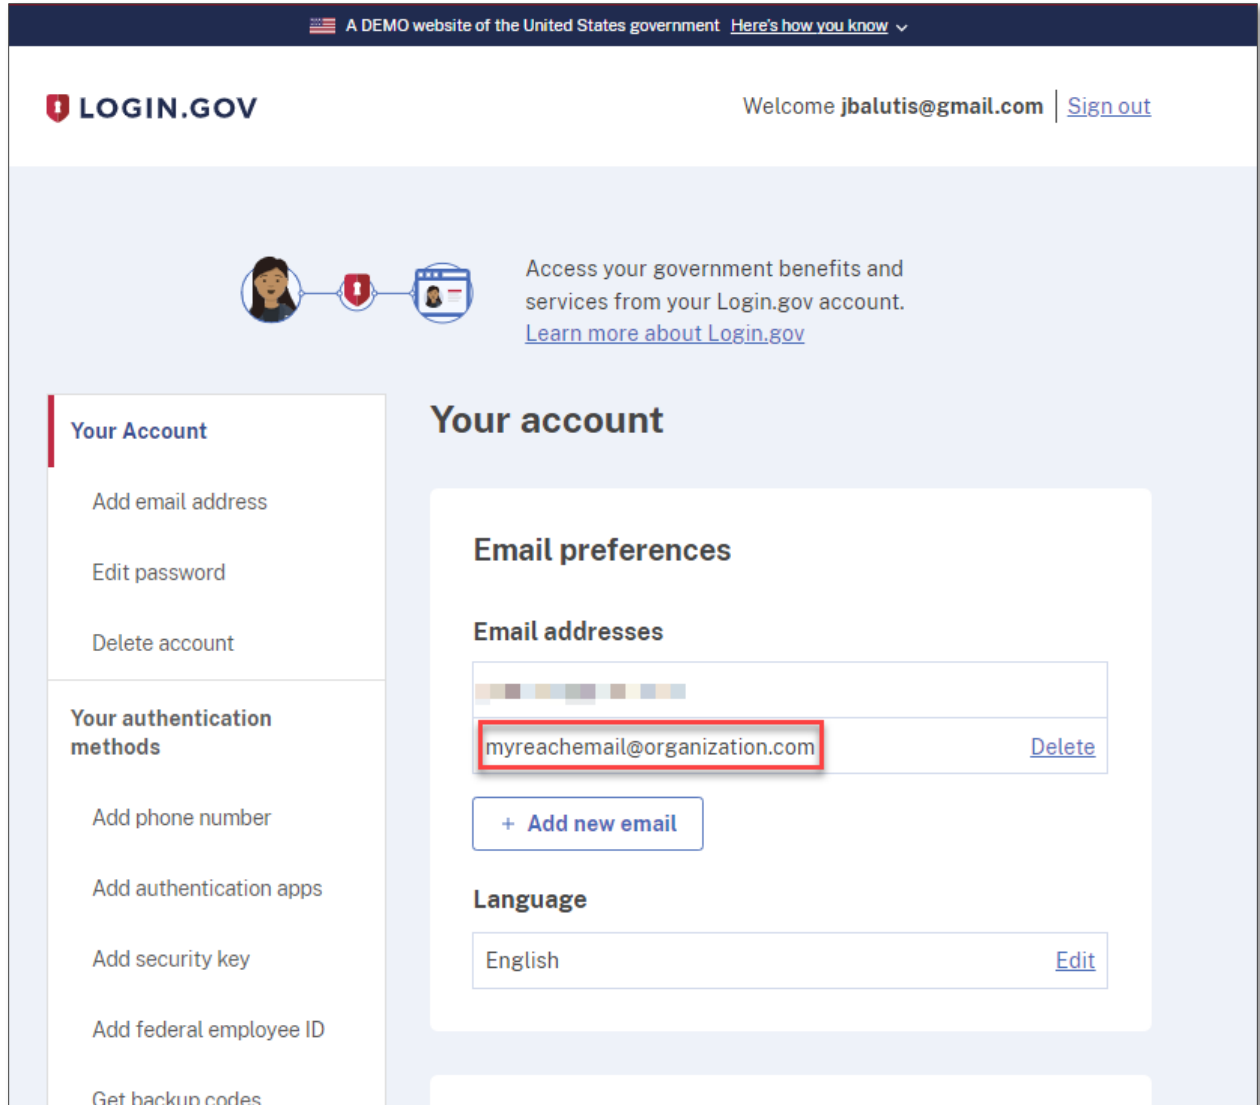 A DEMO website of the United States government Here's how you know
LOGIN.GOV
Welcome jbalutis@gmail.com Sign out
Access your government benefits and
services from your Login.gov account.
Learn more about Login.gov
Your Account
Add email address
Edit password
Delete account
Your authentication
methods
Add phone number
Add authentication apps
Add security key
Add federal employee ID
Get backup codes
Your account
Email preferences
Email addresses
myreachemail@organization.com Delete
+ Add new email
Language
English Edit